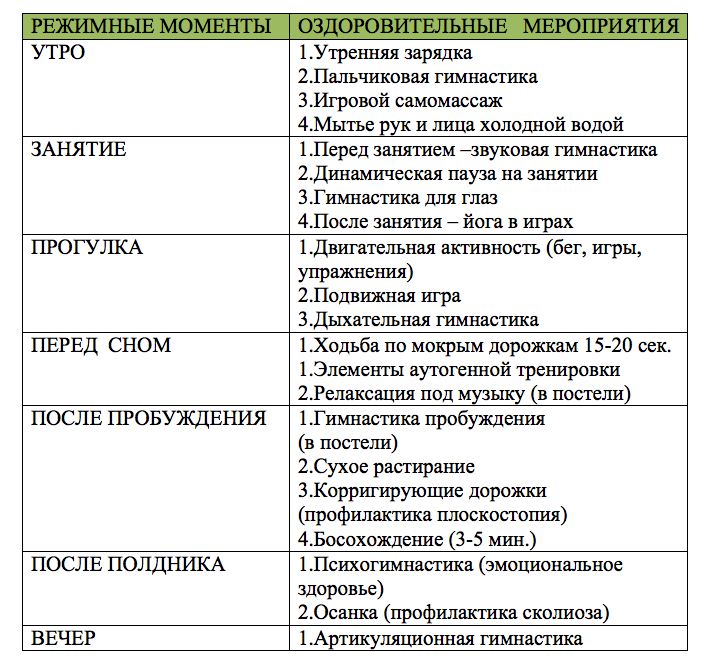 РЕЖИМНЫЕ МОМЕНТЫ ОЗДОРОВИТЕЛЬНЫЕ МЕРОПРИЯТИЯ
УТРО 1.Утренняя зарядка
2.Пальчиковая гимнастика
3.Игровой самомассаж
4.Мытье рук и лица холодной водой
ЗАНЯТИЕ 1.Перед занятием –звуковая гимнастика
2.Динамическая пауза на занятии
3.Гимнастика для глаз
4.После занятия – йога в играх
ПРОГУЛКА 1.Двигательная активность (бег, игры,
упражнения)
2.Подвижная игра
3.Дыхательная гимнастика
ПЕРЕД СНОМ 1.Ходьба по мокрым дорожкам 15-20 сек.
1.Элементы аутогенной тренировки
2.Релаксация под музыку (в постели)
ПОСЛЕ ПРОБУЖДЕНИЯ 1.Гимнастика пробуждения
(в постели)
2.Сухое растирание
3.Корригирующие дорожки
(профилактика плоскостопия)
4.Босохождение (3-5 мин.)
ПОСЛЕ ПОЛДНИКА 1.Психогимнастика (эмоциональное
здоровье)
2.Осанка (профилактика сколиоза)
ВЕЧЕР 1.Артикуляционная гимнастика